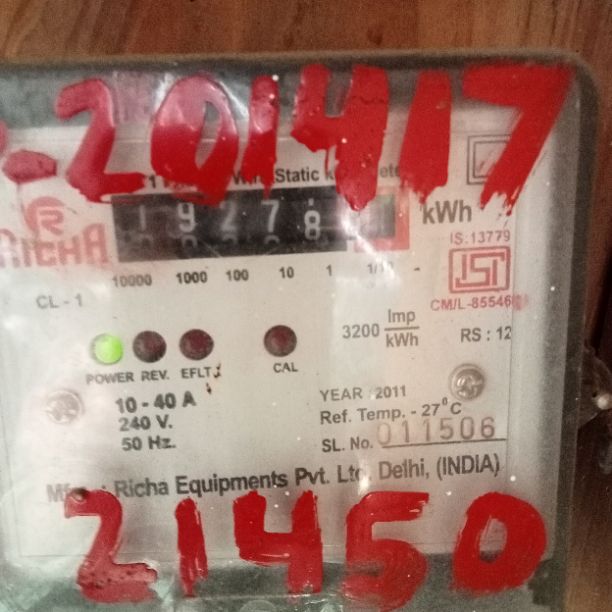 -201417
Static
RICHA
19278 kWh
IS:13779
10000 1000 100 10 1 1/10
CL - 1
CM/L-85546
3200 Imp/kWh
RS : 12
POWER REV. EFLT CAL
10 - 40 A
240 V.
50 Hz.
YEAR 2011
Ref. Temp. - 27°C
SL. No. 011506
Richa Equipments Pvt. Ltd. Delhi, (INDIA)
21450